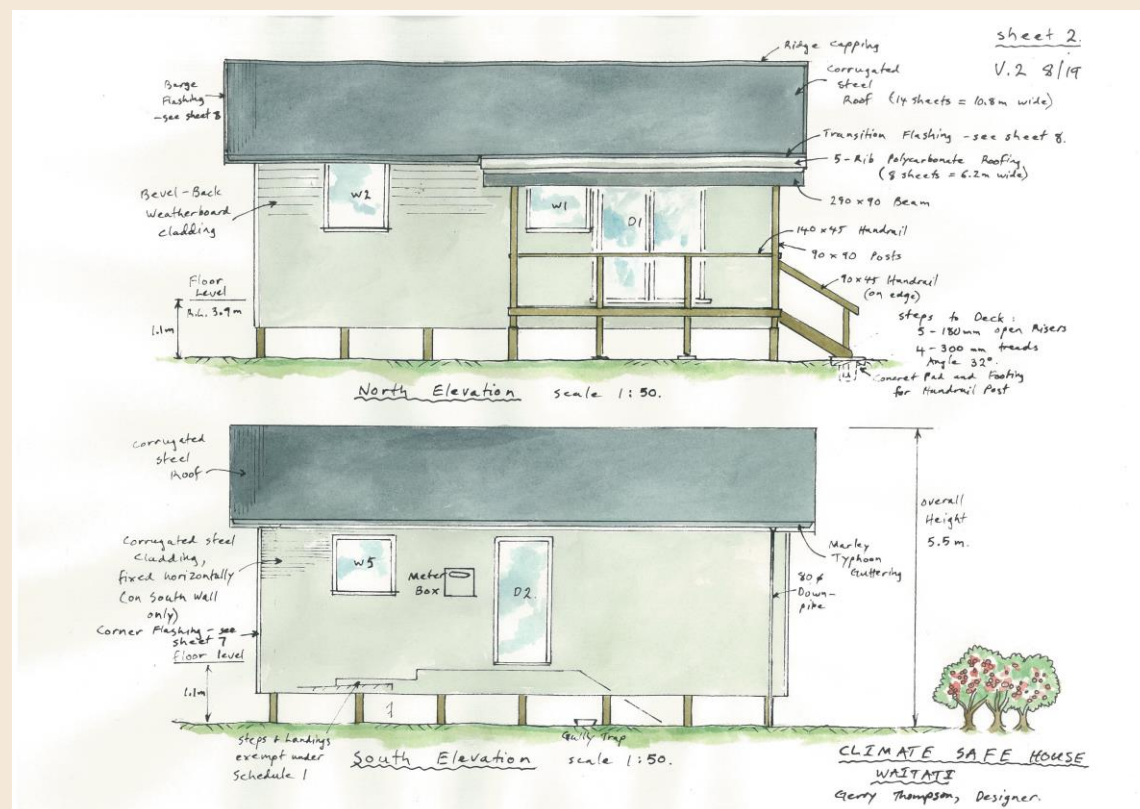 sheet 2.
V.2 8/19
Ridge Capping
Corrugated
Steel
Roof (14 sheets = 10.8m wide)
Barge
Flashing
-see sheet 8
Transition Flashing - see sheet 8.
5-Rib Polycarbonate Roofing
(8 sheets = 6.2m wide)
Bevel-Back
Weatherboard
Cladding
W2
W1
D1
290 x 90 Beam
140 x 45 Handrail
90 x 90 Posts
90 x 45 Handrail
(on edge)
Floor
Level
R.L. 3.9m
1.1m
steps to Deck:
5 - 180mm open Risers
4 - 300 mm treads
Angle 32°.
Concret Pad and Footing
for Handrail Post
North Elevation scale 1:50.
Corrugated
steel
Roof
Corrugated steel
Cladding,
fixed horizontally
(on South Wall
only)
Corner Flashing - see
sheet 7
floor level
1.1m
W5
Meter
Box
D2.
80 ø
Down-
pipe
Marley
Typhoon
Guttering
overall
Height
5.5m.
steps & Landings
exempt under
Schedule 1
Gully Trap
South Elevation scale 1:50.
CLIMATE SAFE HOUSE
WAITATI
Gerry Thompson, Designer.